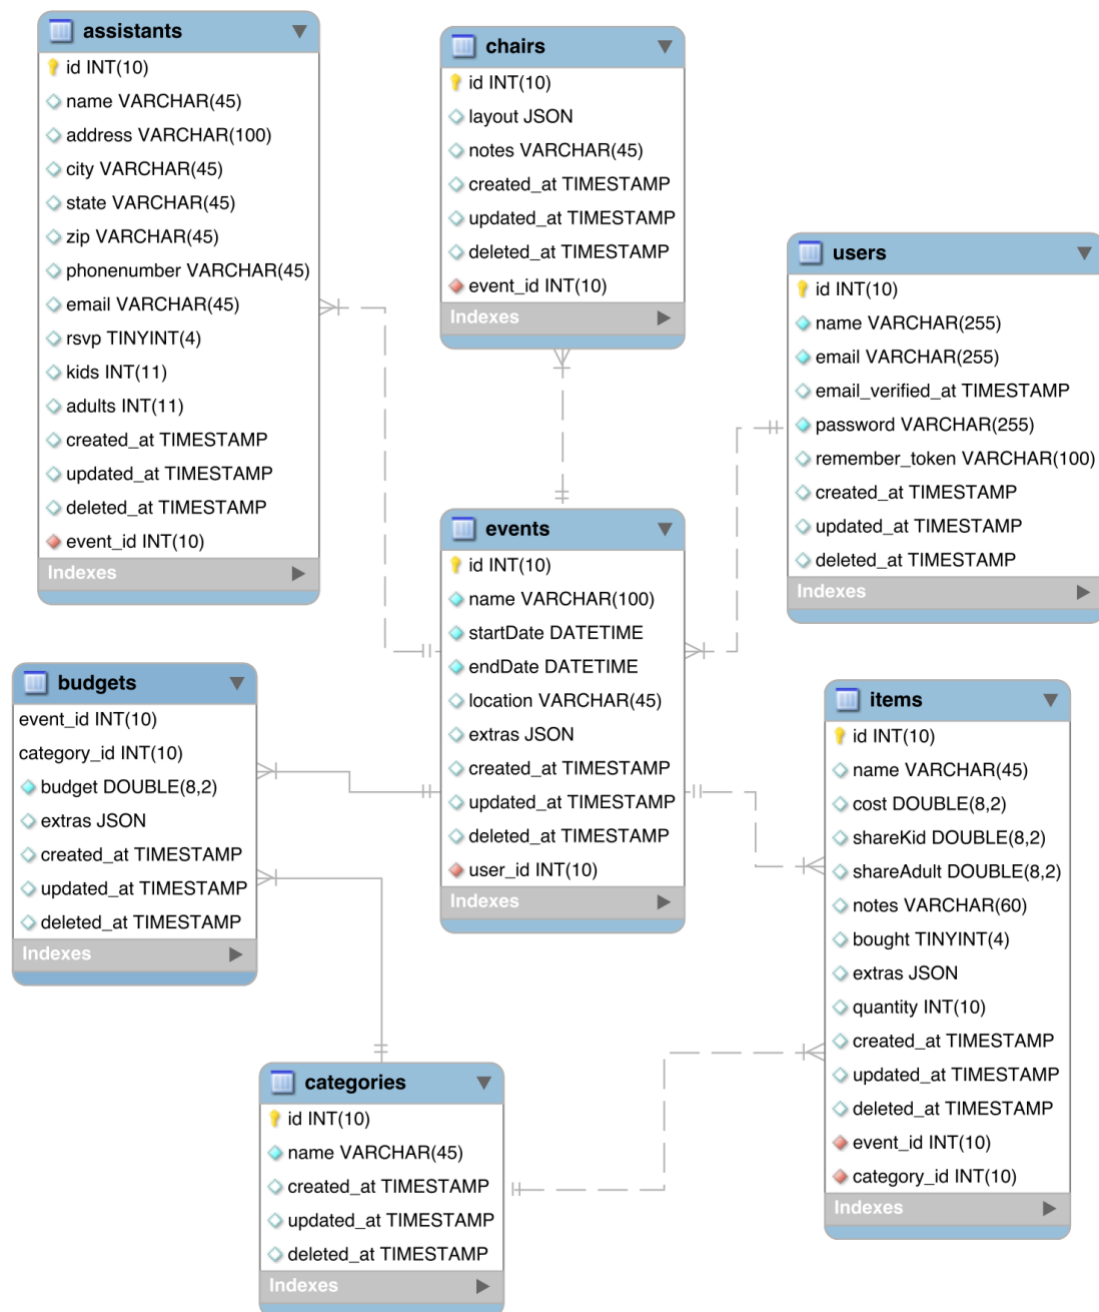 assistants
id INT(10)
name VARCHAR(45)
address VARCHAR(100)
city VARCHAR(45)
state VARCHAR(45)
zip VARCHAR(45)
phonenumber VARCHAR(45)
email VARCHAR(45)
rsvp TINYINT(4)
kids INT(11)
adults INT(11)
created_at TIMESTAMP
updated_at TIMESTAMP
deleted_at TIMESTAMP
event_id INT(10)
Indexes
chairs
id INT(10)
layout JSON
notes VARCHAR(45)
created_at TIMESTAMP
updated_at TIMESTAMP
deleted_at TIMESTAMP
event_id INT(10)
Indexes
users
id INT(10)
name VARCHAR(255)
email VARCHAR(255)
email_verified_at TIMESTAMP
password VARCHAR(255)
remember_token VARCHAR(100)
created_at TIMESTAMP
updated_at TIMESTAMP
deleted_at TIMESTAMP
Indexes
events
id INT(10)
name VARCHAR(100)
startDate DATETIME
endDate DATETIME
location VARCHAR(45)
extras JSON
created_at TIMESTAMP
updated_at TIMESTAMP
deleted_at TIMESTAMP
user_id INT(10)
Indexes
budgets
event_id INT(10)
category_id INT(10)
budget DOUBLE(8,2)
extras JSON
created_at TIMESTAMP
updated_at TIMESTAMP
deleted_at TIMESTAMP
Indexes
items
id INT(10)
name VARCHAR(45)
cost DOUBLE(8,2)
shareKid DOUBLE(8,2)
shareAdult DOUBLE(8,2)
notes VARCHAR(60)
bought TINYINT(4)
extras JSON
quantity INT(10)
created_at TIMESTAMP
updated_at TIMESTAMP
deleted_at TIMESTAMP
event_id INT(10)
category_id INT(10)
Indexes
categories
id INT(10)
name VARCHAR(45)
created_at TIMESTAMP
updated_at TIMESTAMP
deleted_at TIMESTAMP
Indexes